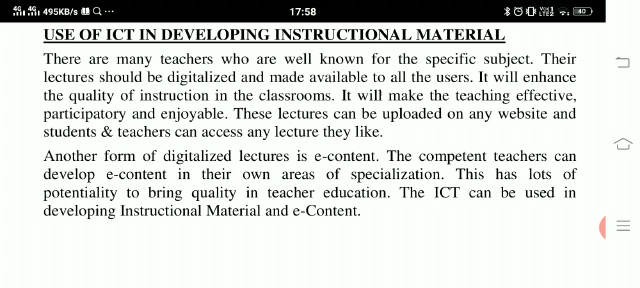 495KB/s
17:58
40
USE OF ICT IN DEVELOPING INSTRUCTIONAL MATERIAL
There are many teachers who are well known for the specific subject. Their
lectures should be digitalized and made available to all the users. It will enhance
the quality of instruction in the classrooms. It will make the teaching effective,
participatory and enjoyable. These lectures can be uploaded on any website and
students & teachers can access any lecture they like.
Another form of digitalized lectures is e-content. The competent teachers can
develop e-content in their own areas of specialization. This has lots of
potentiality to bring quality in teacher education. The ICT can be used in
developing Instructional Material and e-Content.